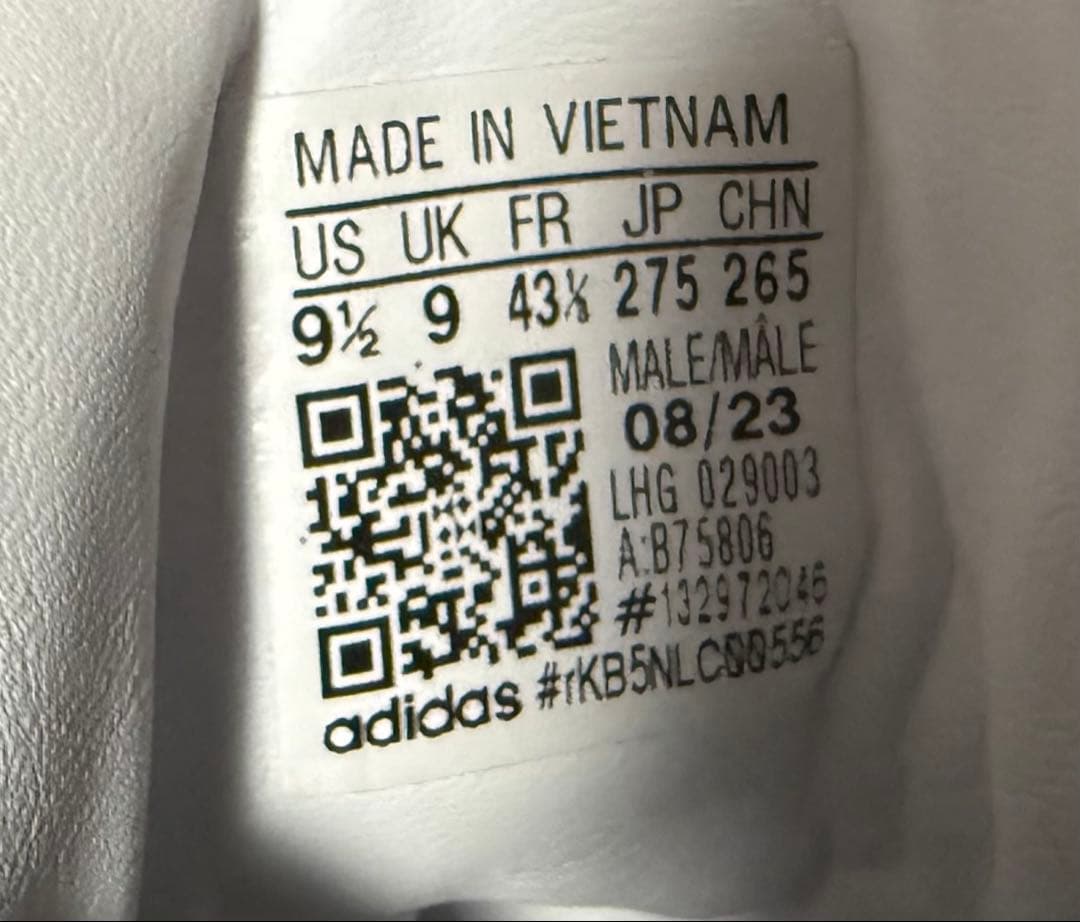 MADE IN VIETNAM
US UK FR JP CHN
9½ 9 43⅓ 275 265
MALE/MÂLE
08/23
LHG 029003
A:B75806
#132972046
adidas